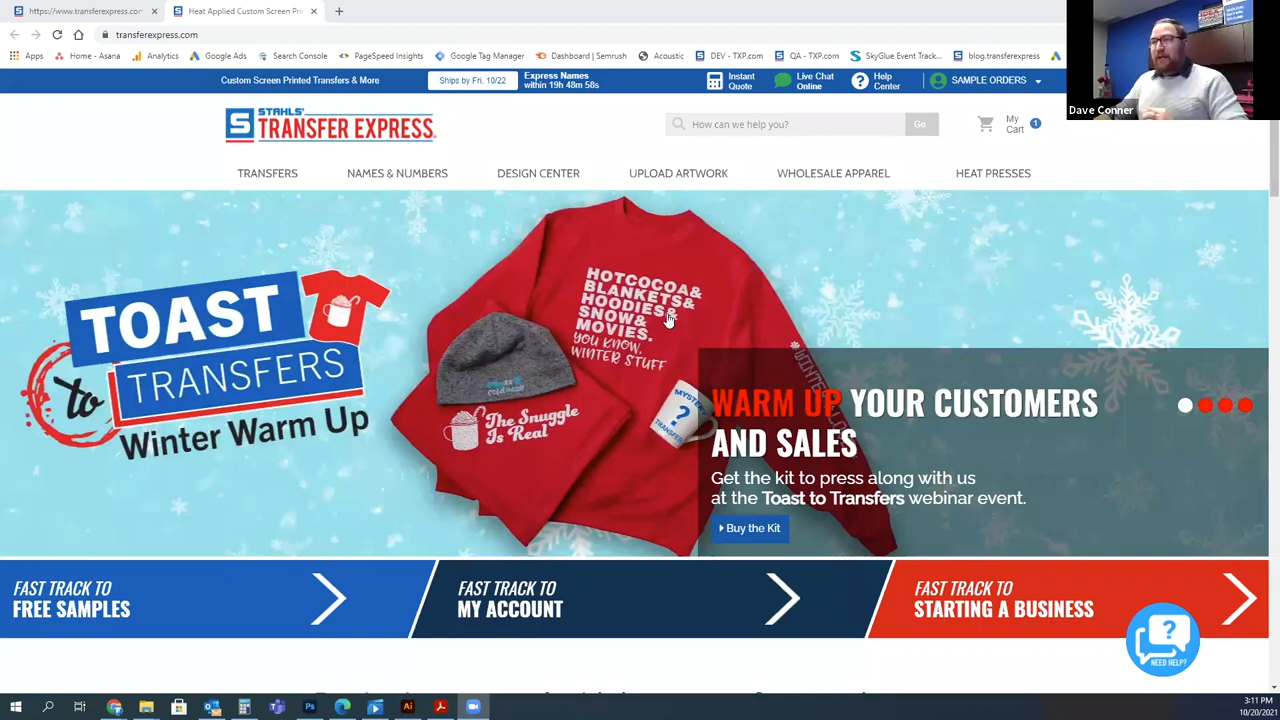 https://www.transferexpress.com
Heat Applied Custom Screen Pri
transferexpress.com
Apps
Home - Asana
Analytics
Google Ads
Search Console
PageSpeed Insights
Google Tag Manager
Dashboard | Semrush
Acoustic
DEV - TXP.com
QA - TXP.com
SkyGlue Event Track...
blog.transferexpress
Dave Conner
Custom Screen Printed Transfers & More
Ships by Fri, 10/22
Express Names
within 19h 48m 58s
Instant
Quote
Live Chat
Online
Help
Center
SAMPLE ORDERS
STAHLS'
TRANSFER EXPRESS
How can we help you?
Go
My
Cart
1
TRANSFERS
NAMES & NUMBERS
DESIGN CENTER
UPLOAD ARTWORK
WHOLESALE APPAREL
HEAT PRESSES
TOAST
to TRANSFERS
Winter Warm Up
HOTCOCOA&
BLANKETS&
HOODIES&
SNOW&
MOVIES.
YOU KNOW,
WINTER STUFF
The Snuggle
Is Real
MYSTERY
?
TRANSFER
WARM UP YOUR CUSTOMERS
AND SALES
Get the kit to press along with us
at the Toast to Transfers webinar event.
Buy the Kit
FAST TRACK TO
FREE SAMPLES
FAST TRACK TO
MY ACCOUNT
FAST TRACK TO
STARTING A BUSINESS
?
NEED HELP?
3:11 PM
10/20/2021